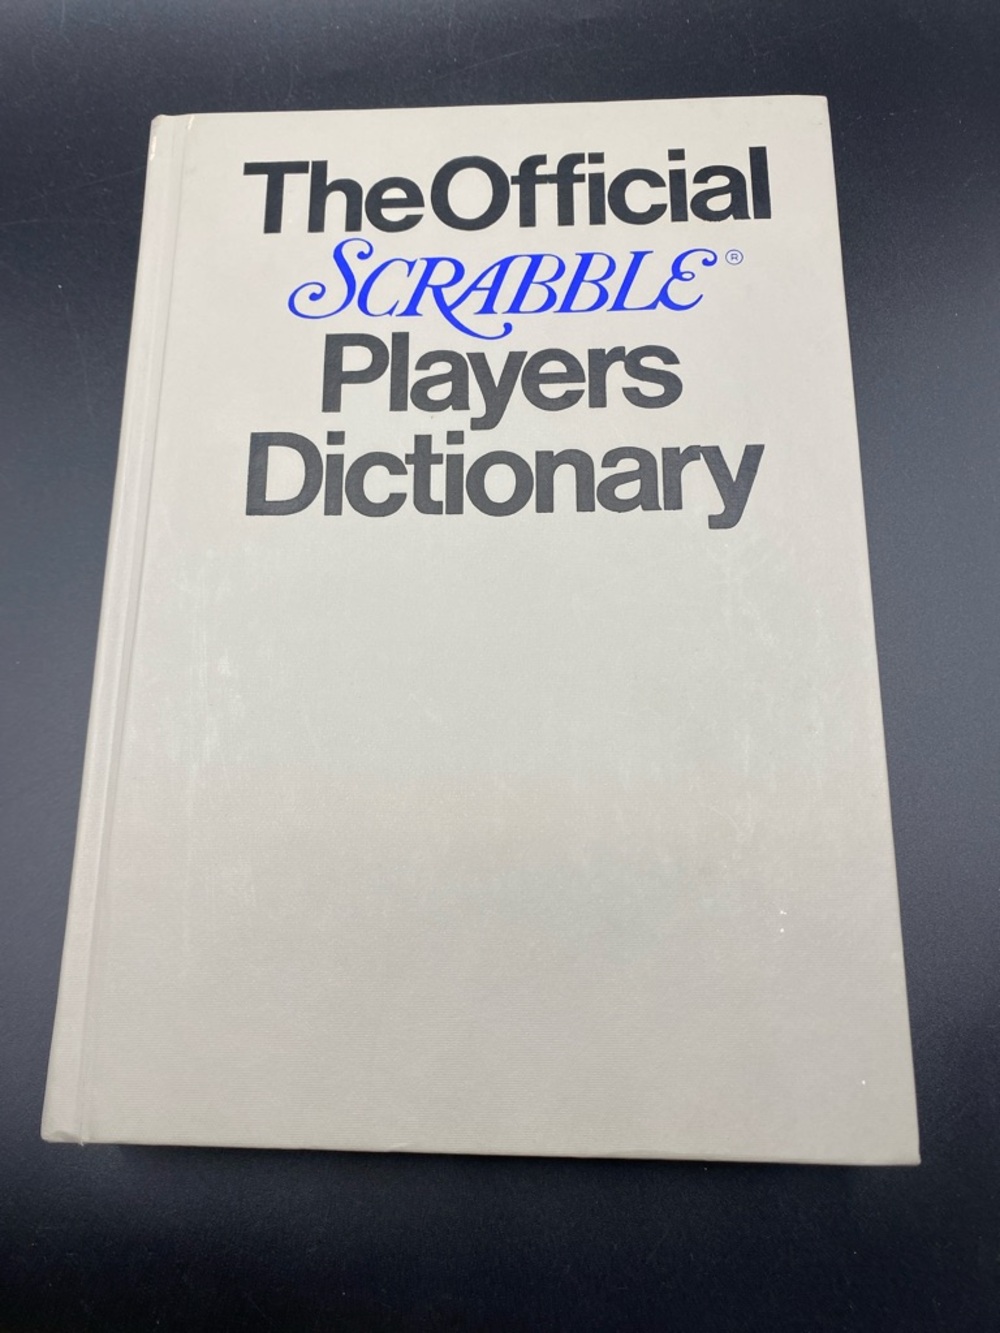 The Official
SCRABBLE®
Players
Dictionary